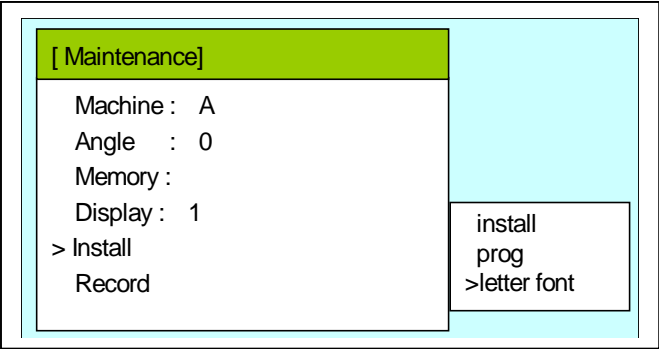 [ Maintenance]
Machine : A
Angle : 0
Memory :
Display : 1
> Install
Record
install
prog
>letter font